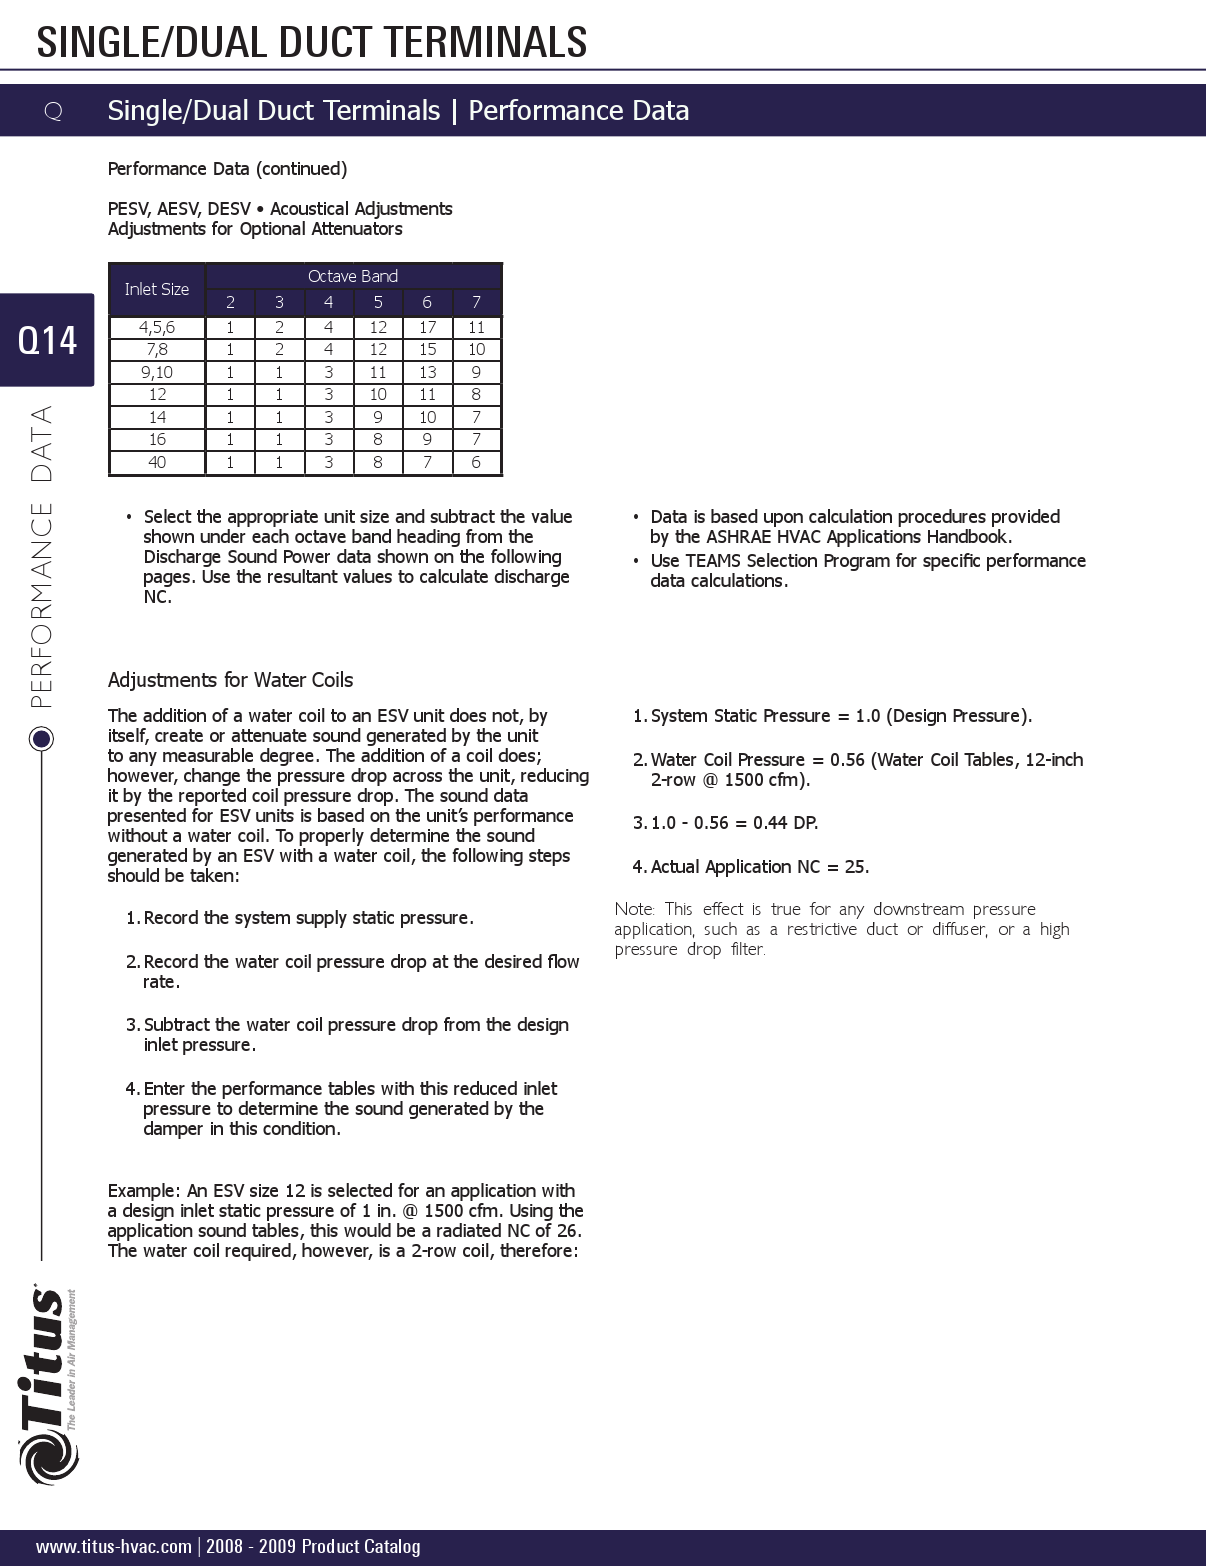 SINGLE/DUAL DUCT TERMINALS
Q
Single/Dual Duct Terminals | Performance Data
Performance Data (continued)
PESV, AESV, DESV • Acoustical Adjustments
Adjustments for Optional Attenuators
Inlet Size
Octave Band
2 3 4 5 6 7
4,5,6 1 2 4 12 17 11
7,8 1 2 4 12 15 10
9,10 1 1 3 11 13 9
12 1 1 3 10 11 8
14 1 1 3 9 10 7
16 1 1 3 8 9 7
40 1 1 3 8 7 6
Q14
PERFORMANCE DATA
• Select the appropriate unit size and subtract the value
shown under each octave band heading from the
Discharge Sound Power data shown on the following
pages. Use the resultant values to calculate discharge
NC.
• Data is based upon calculation procedures provided
by the ASHRAE HVAC Applications Handbook.
• Use TEAMS Selection Program for specific performance
data calculations.
Adjustments for Water Coils
The addition of a water coil to an ESV unit does not, by
itself, create or attenuate sound generated by the unit
to any measurable degree. The addition of a coil does;
however, change the pressure drop across the unit, reducing
it by the reported coil pressure drop. The sound data
presented for ESV units is based on the unit's performance
without a water coil. To properly determine the sound
generated by an ESV with a water coil, the following steps
should be taken:
1. Record the system supply static pressure.
2. Record the water coil pressure drop at the desired flow
rate.
3. Subtract the water coil pressure drop from the design
inlet pressure.
4. Enter the performance tables with this reduced inlet
pressure to determine the sound generated by the
damper in this condition.
Example: An ESV size 12 is selected for an application with
a design inlet static pressure of 1 in. @ 1500 cfm. Using the
application sound tables, this would be a radiated NC of 26.
The water coil required, however, is a 2-row coil, therefore:
1. System Static Pressure = 1.0 (Design Pressure).
2. Water Coil Pressure = 0.56 (Water Coil Tables, 12-inch
2-row @ 1500 cfm).
3. 1.0 - 0.56 = 0.44 DP.
4. Actual Application NC = 25.
Note: This effect is true for any downstream pressure
application, such as a restrictive duct or diffuser, or a high
pressure drop filter.
Titus
The Leader in Air Management
www.titus-hvac.com | 2008 - 2009 Product Catalog